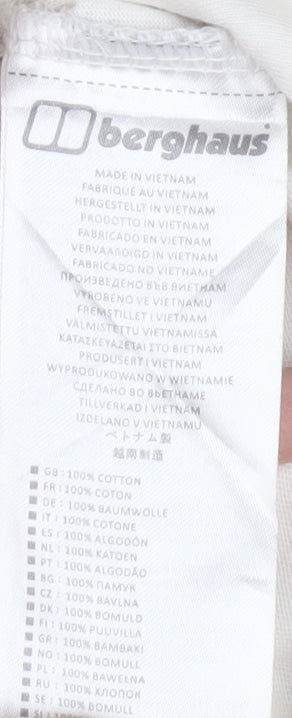 berghaus
MADE IN VIETNAM
FABRIQUÉ AU VIETNAM
HERGESTELLT IN VIETNAM
PRODOTTO IN VIETNAM
FABRICADO EN VIETNAM
VERVAARDIGD IN VIETNAM
FABRICADO NO VIETNAME
ПРОИЗВЕДЕНО ВЪВ ВИЕТНАМ
VYROBENO VE VIETNAMU
FREMSTILLET I VIETNAM
VALMISTETTU VIETNAMISSA
ΚΑΤΑΣΚΕΥΑΖΕΤΑΙ ΣΤΟ ΒΙΕΤΝΑΜ
PRODUSERT I VIETNAM
WYPRODUKOWANO W WIETNAMIE
СДЕЛАНО ВО ВЬЕТНАМЕ
TILLVERKAD I VIETNAM
IZDELANO V VIETNAMU
ベトナム製
越南制造
GB : 100% COTTON
FR : 100% COTON
DE : 100% BAUMWOLLE
IT : 100% COTONE
ES : 100% ALGODÓN
NL : 100% KATOEN
PT : 100% ALGODÃO
BG : 100% ПАМУК
CZ : 100% BAVLNA
DK : 100% BOMULD
FI : 100% PUUVILLA
GR : 100% ΒΑΜΒΑΚΙ
NO : 100% BOMULL
PL : 100% BAWEŁNA
RU : 100% ХЛОПОК
SE : 100% BOMULL
SI : 100%